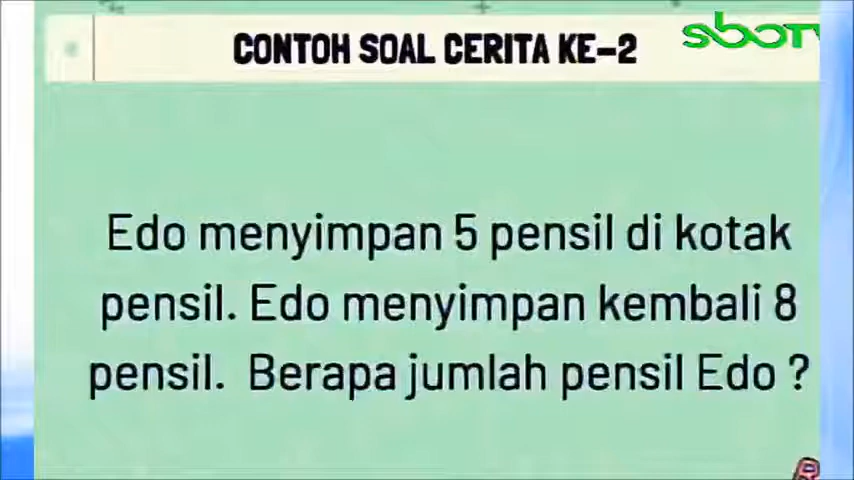 CONTOH SOAL CERITA KE-2
Edo menyimpan 5 pensil di kotak
pensil. Edo menyimpan kembali 8
pensil. Berapa jumlah pensil Edo ?